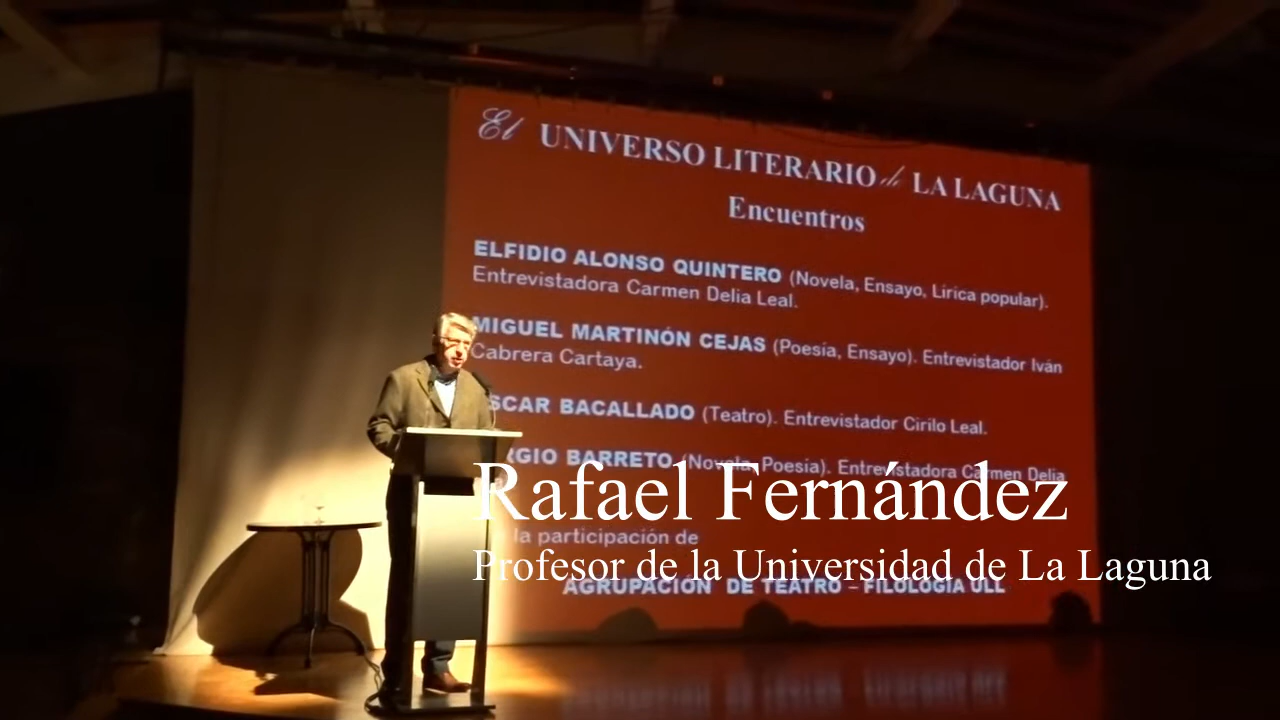 El UNIVERSO LITERARIO de LA LAGUNA
Encuentros
ELFIDIO ALONSO QUINTERO (Novela, Ensayo, Lírica popular).
Entrevistadora Carmen Delia Leal.
MIGUEL MARTINÓN CEJAS (Poesía, Ensayo). Entrevistador Iván
Cabrera Cartaya.
SCAR BACALLADO (Teatro). Entrevistador Cirilo Leal.
RGIO BARRETO (Novela, Poesía). Entrevistadora Carmen Delia
Rafael Fernández
la participación de
Profesor de la Universidad de La Laguna
AGRUPACIÓN DE TEATRO – FILOLOGÍA ULL